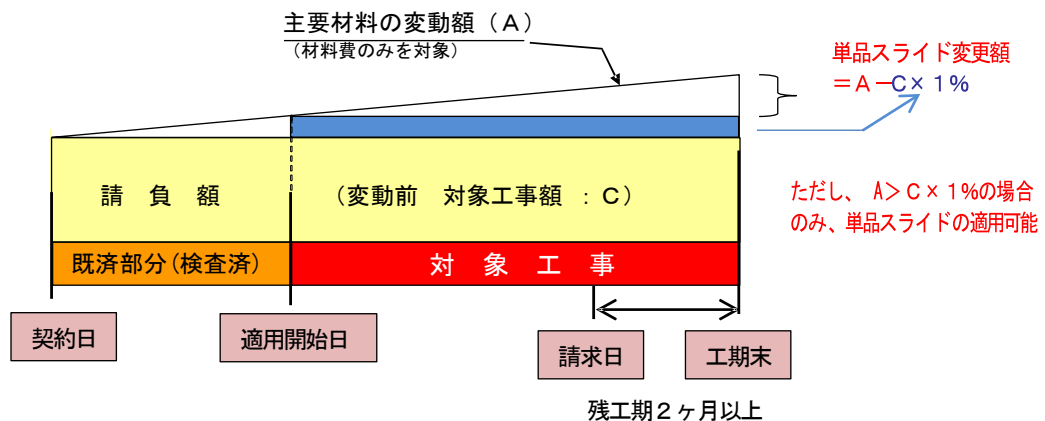 主要材料の変動額（A）
（材料費のみを対象）
単品スライド変更額
＝A－C×1%
請　負　額
（変動前　対象工事額　：C）
ただし、　A＞C×1%の場合
のみ、単品スライドの適用可能
既済部分（検査済）
対　象　工　事
契約日
適用開始日
請求日
工期末
残工期２ヶ月以上